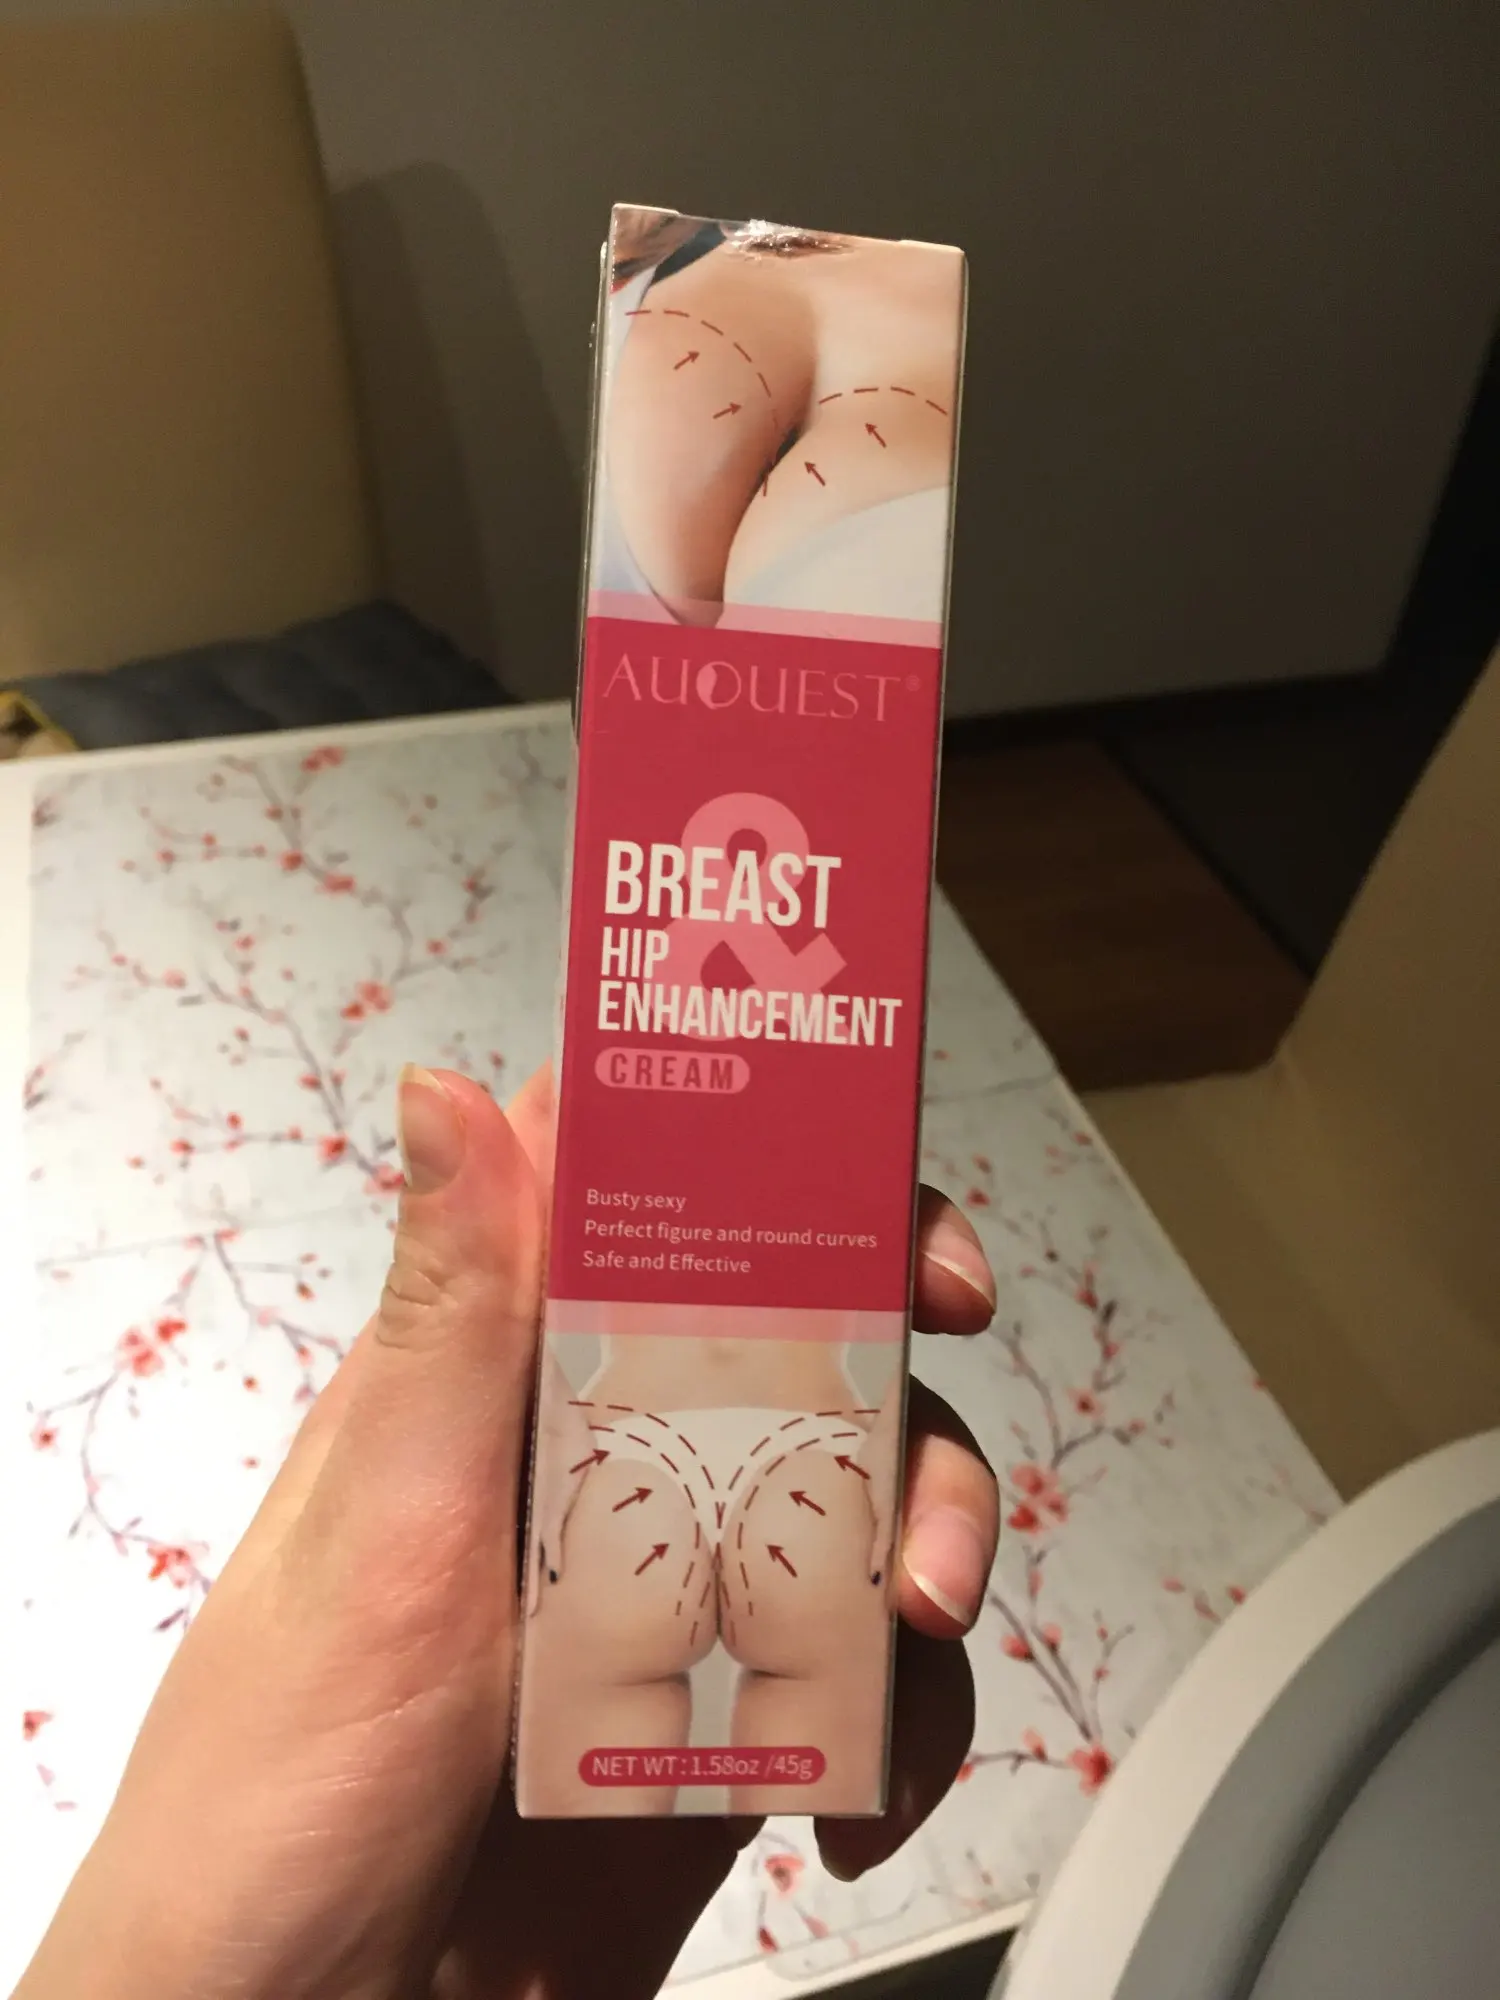 AUQUEST®
&
BREAST
HIP
ENHANCEMENT
CREAM
Busty sexy
Perfect figure and round curves
Safe and Effective
NET WT:1.58oz /45g